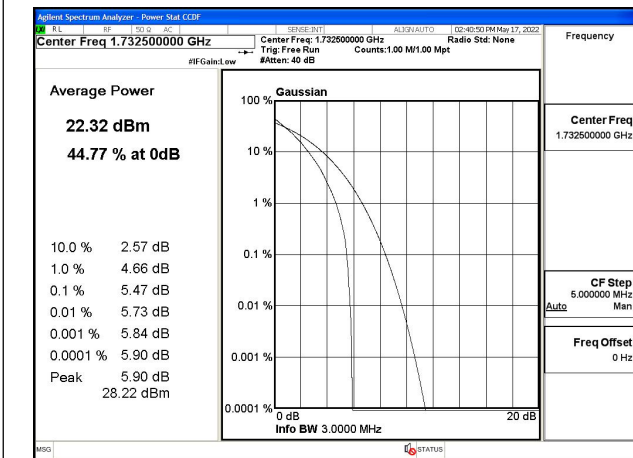 Agilent Spectrum Analyzer - Power Stat CCDF
RL RF 50 Ω AC SENSE:INT ALIGN AUTO 02:40:50 PM May 17, 2022
Center Freq 1.732500000 GHz
Center Freq: 1.732500000 GHz Radio Std: None
Trig: Free Run Counts:1.00 M/1.00 Mpt
#IFGain:Low #Atten: 40 dB
Frequency
Average Power
22.32 dBm
44.77 % at 0dB
10.0 % 2.57 dB
1.0 % 4.66 dB
0.1 % 5.47 dB
0.01 % 5.73 dB
0.001 % 5.84 dB
0.0001 % 5.90 dB
Peak 5.90 dB
28.22 dBm
Gaussian
100 %
10 %
1 %
0.1 %
0.01 %
0.001 %
0.0001 %
0 dB 20 dB
Info BW 3.0000 MHz
Center Freq
1.732500000 GHz
CF Step
5.000000 MHz
Auto Man
Freq Offset
0 Hz
MSG STATUS